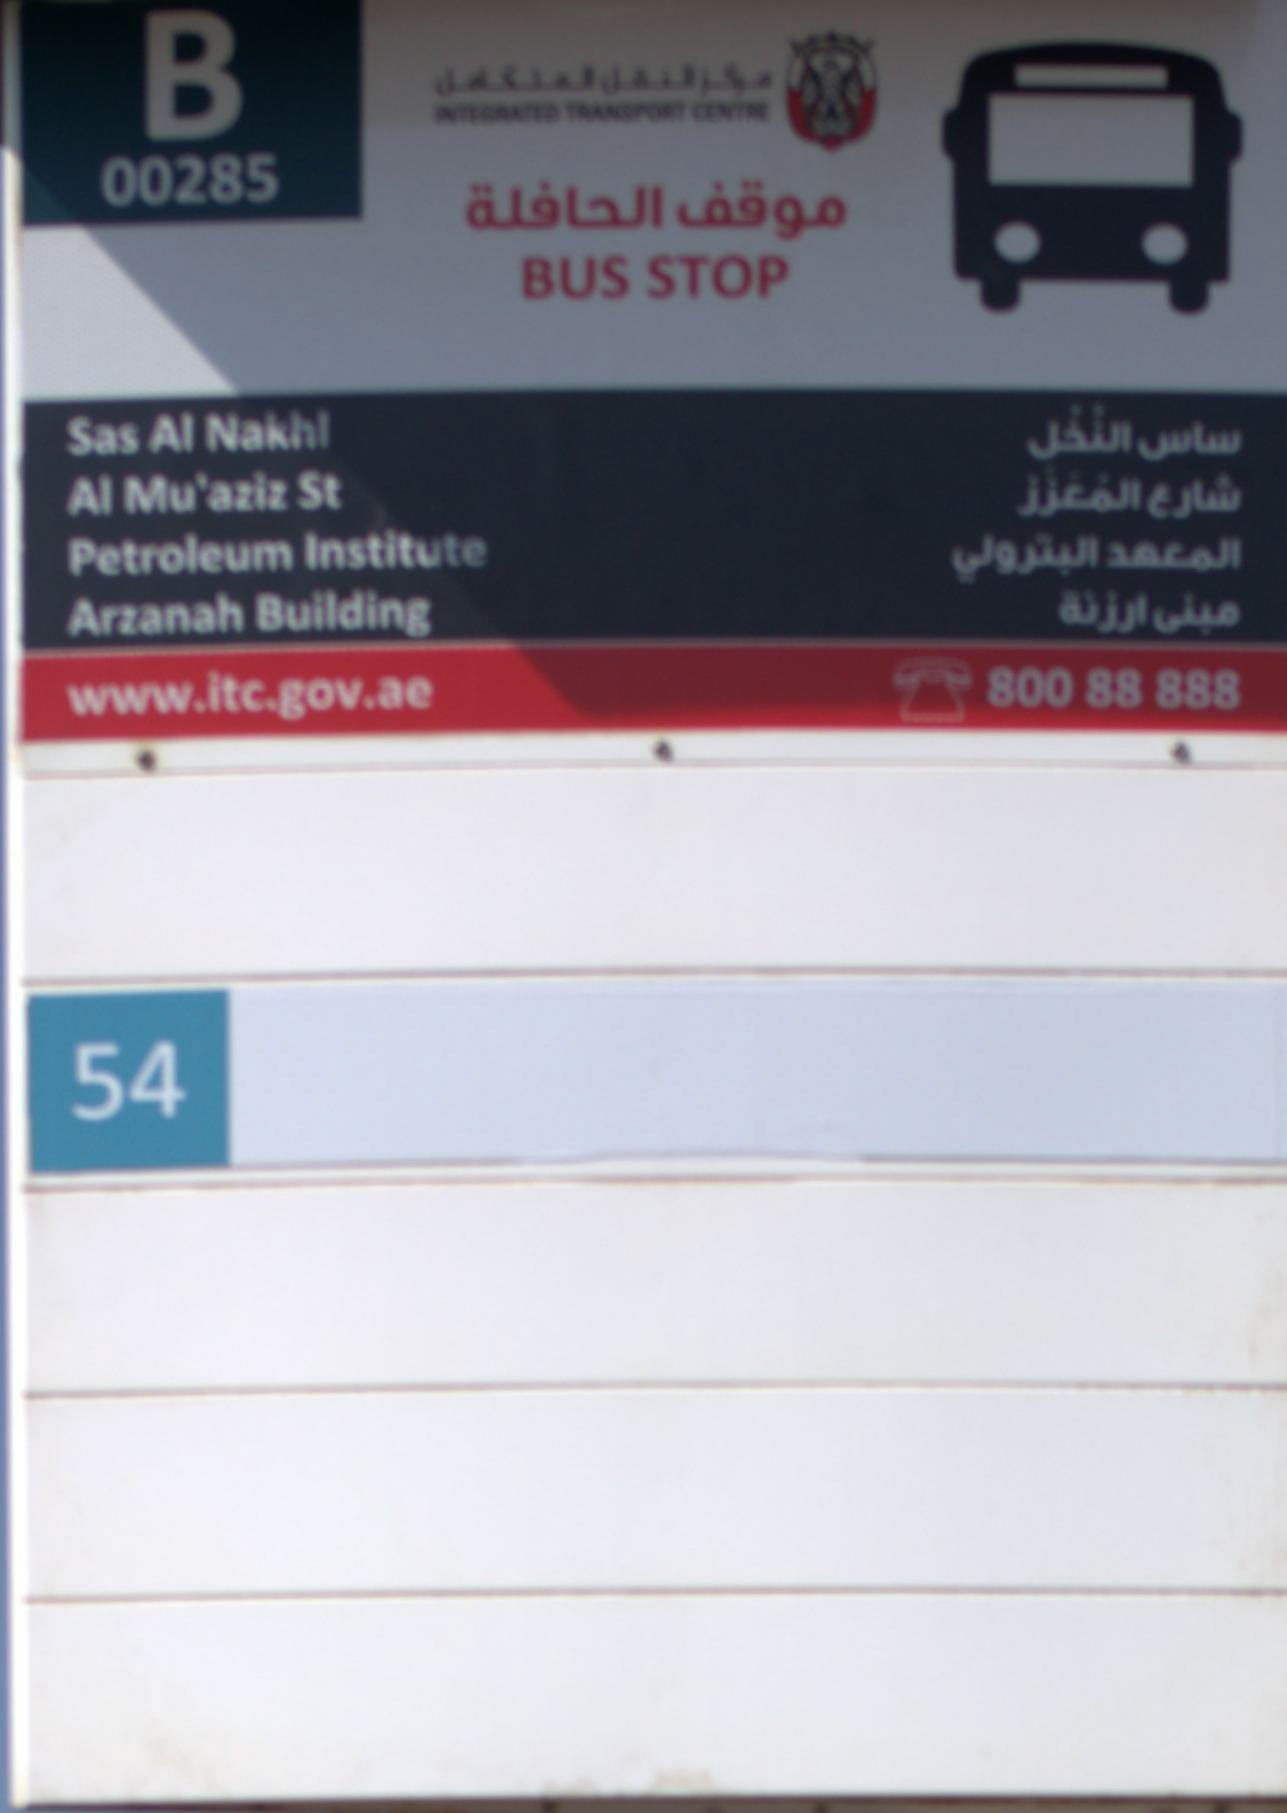 B
00285
مركز النقل المتكامل
INTEGRATED TRANSPORT CENTRE
موقف الحافلة
BUS STOP
Sas Al Nakhl
ساس النُخْل
Al Mu'aziz St
شارع المُعَزَز
Petroleum Institute
المعهد البترولي
Arzanah Building
مبنى ارزنة
www.itc.gov.ae
800 88 888
54